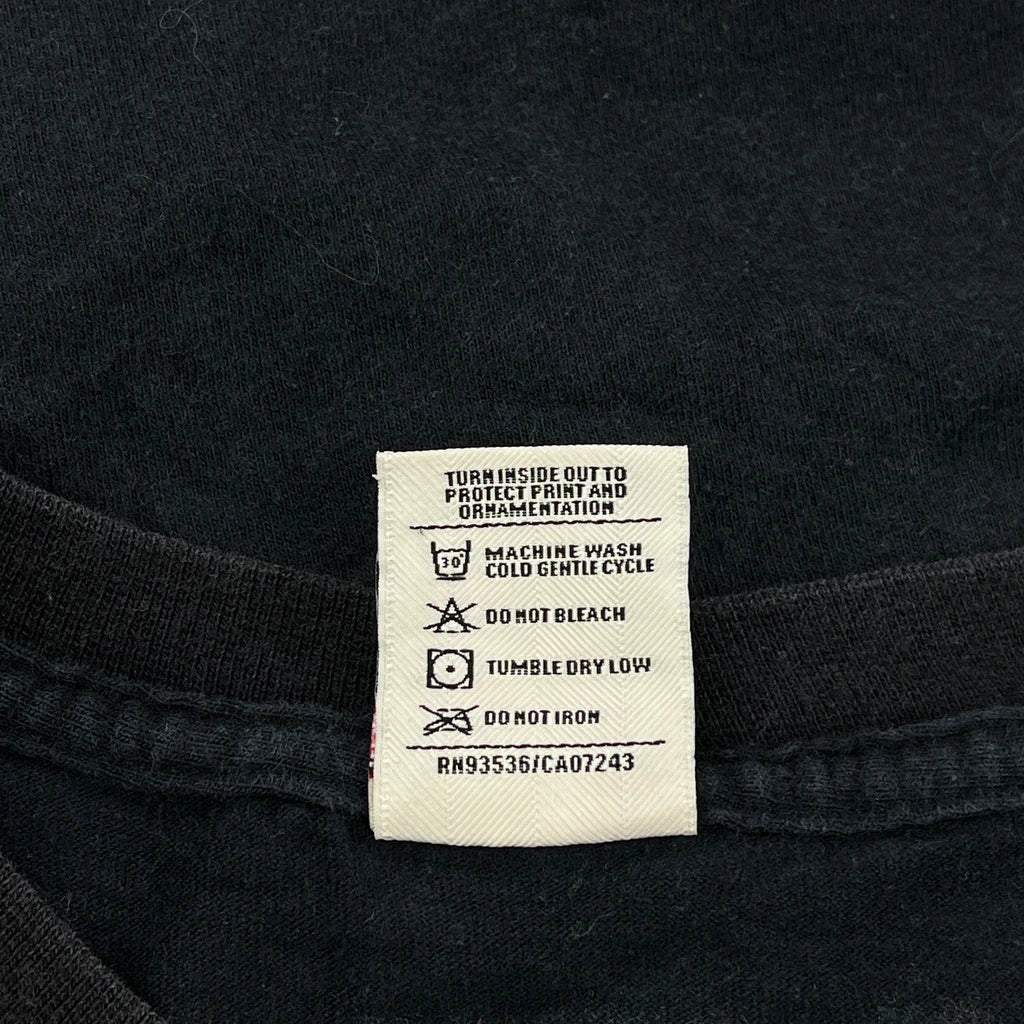 TURN INSIDE OUT TO
PROTECT PRINT AND
ORNAMENTATION
30°
MACHINE WASH
COLD GENTLE CYCLE
DO NOT BLEACH
TUMBLE DRY LOW
DO NOT IRON
RN93536/CA07243